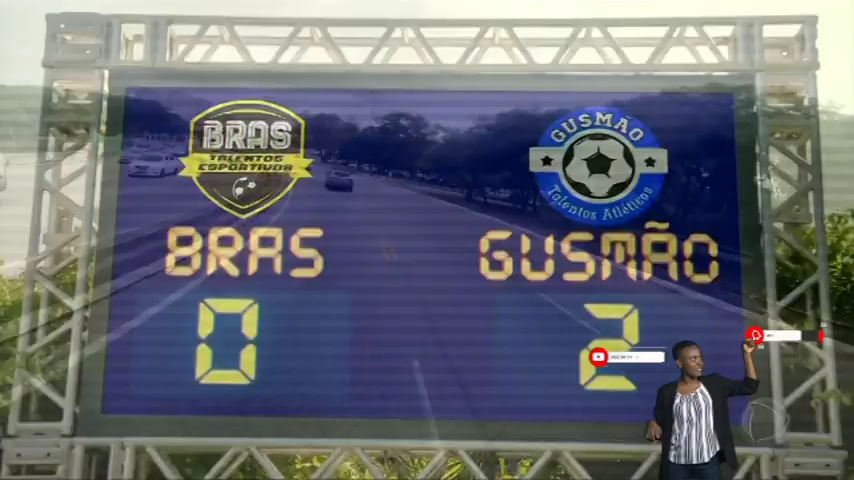 BRAS
TALENTOS
ESPORTIVOS
GUSMÃO
Talentos Atléticos
BRAS
GUSMÃO
0
2